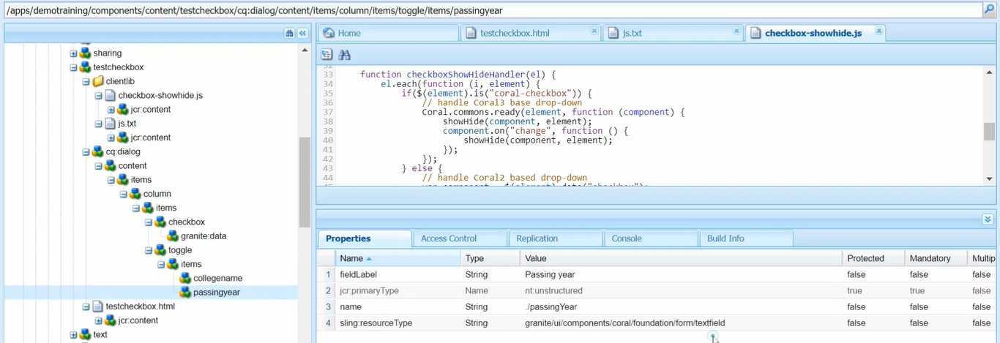 /apps/demotraining/components/content/testcheckbox/cq:dialog/content/items/column/items/toggle/items/passingyear
sharing
testcheckbox
clientlib
checkbox-showhide.js
jcr:content
js.txt
jcr:content
cq:dialog
content
items
column
items
checkbox
granite:data
toggle
items
collegename
passingyear
testcheckbox.html
jcr:content
text
Home testcheckbox.html js.txt checkbox-showhide.js
32
33 function checkboxShowHideHandler(el) {
34 el.each(function (i, element) {
35 if($(element).is("coral-checkbox")) {
36 // handle Coral3 base drop-down
37 Coral.commons.ready(element, function (component) {
38 showHide(component, element);
39 component.on("change", function () {
40 showHide(component, element);
41 });
42 });
43 } else {
44 // handle Coral2 based drop-down
Properties Access Control Replication Console Build Info
Name Type Value Protected Mandatory Multip
1 fieldLabel String Passing year false false false
2 jcr:primaryType Name nt:unstructured true true false
3 name String ./passingYear false false false
4 sling:resourceType String granite/ui/components/coral/foundation/form/textfield false false false